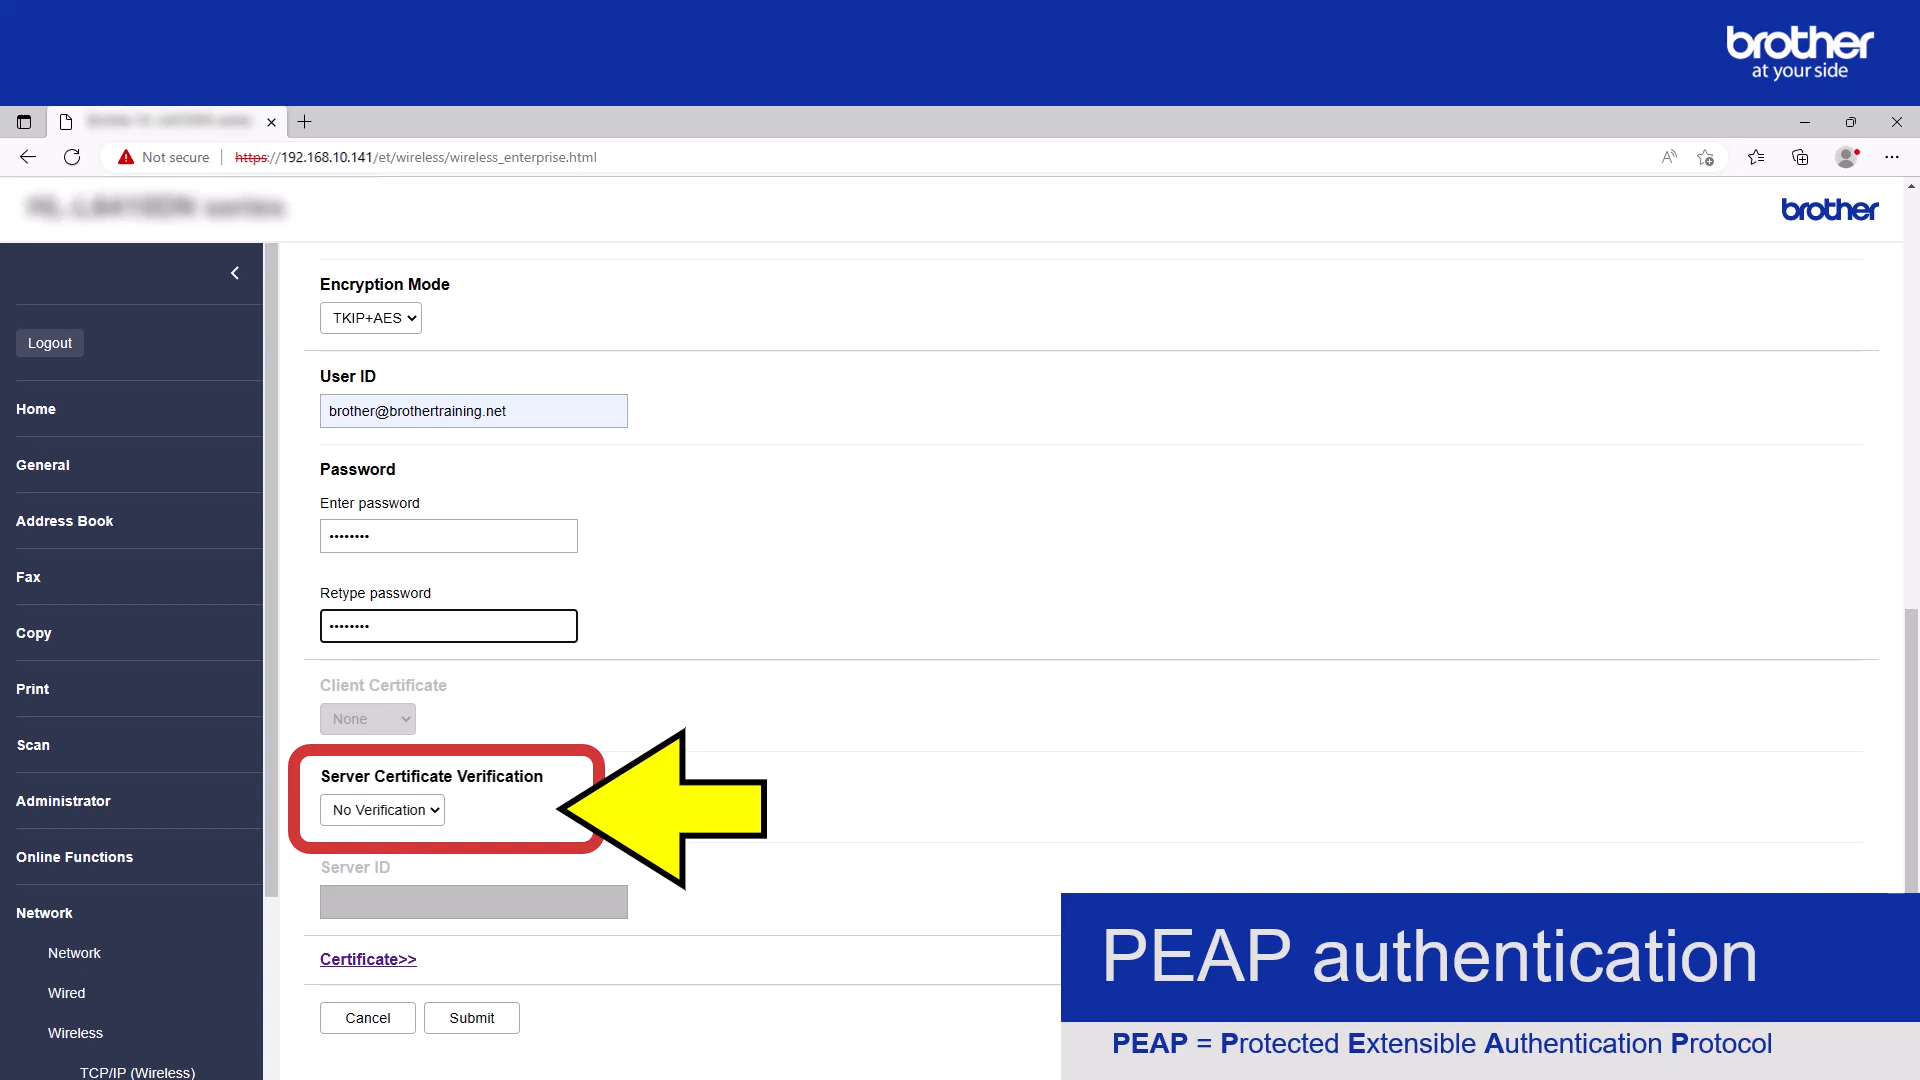 brother
at your side
Not secure
https://192.168.10.141/et/wireless/wireless_enterprise.html
brother
Logout
Home
General
Address Book
Fax
Copy
Print
Scan
Administrator
Online Functions
Network
Network
Wired
Wireless
TCP/IP (Wireless)
Encryption Mode
TKIP+AES
User ID
brother@brothertraining.net
Password
Enter password
••••••••
Retype password
••••••••
Client Certificate
None
Server Certificate Verification
No Verification
Server ID
Certificate>>
Cancel
Submit
PEAP authentication
PEAP = Protected Extensible Authentication Protocol